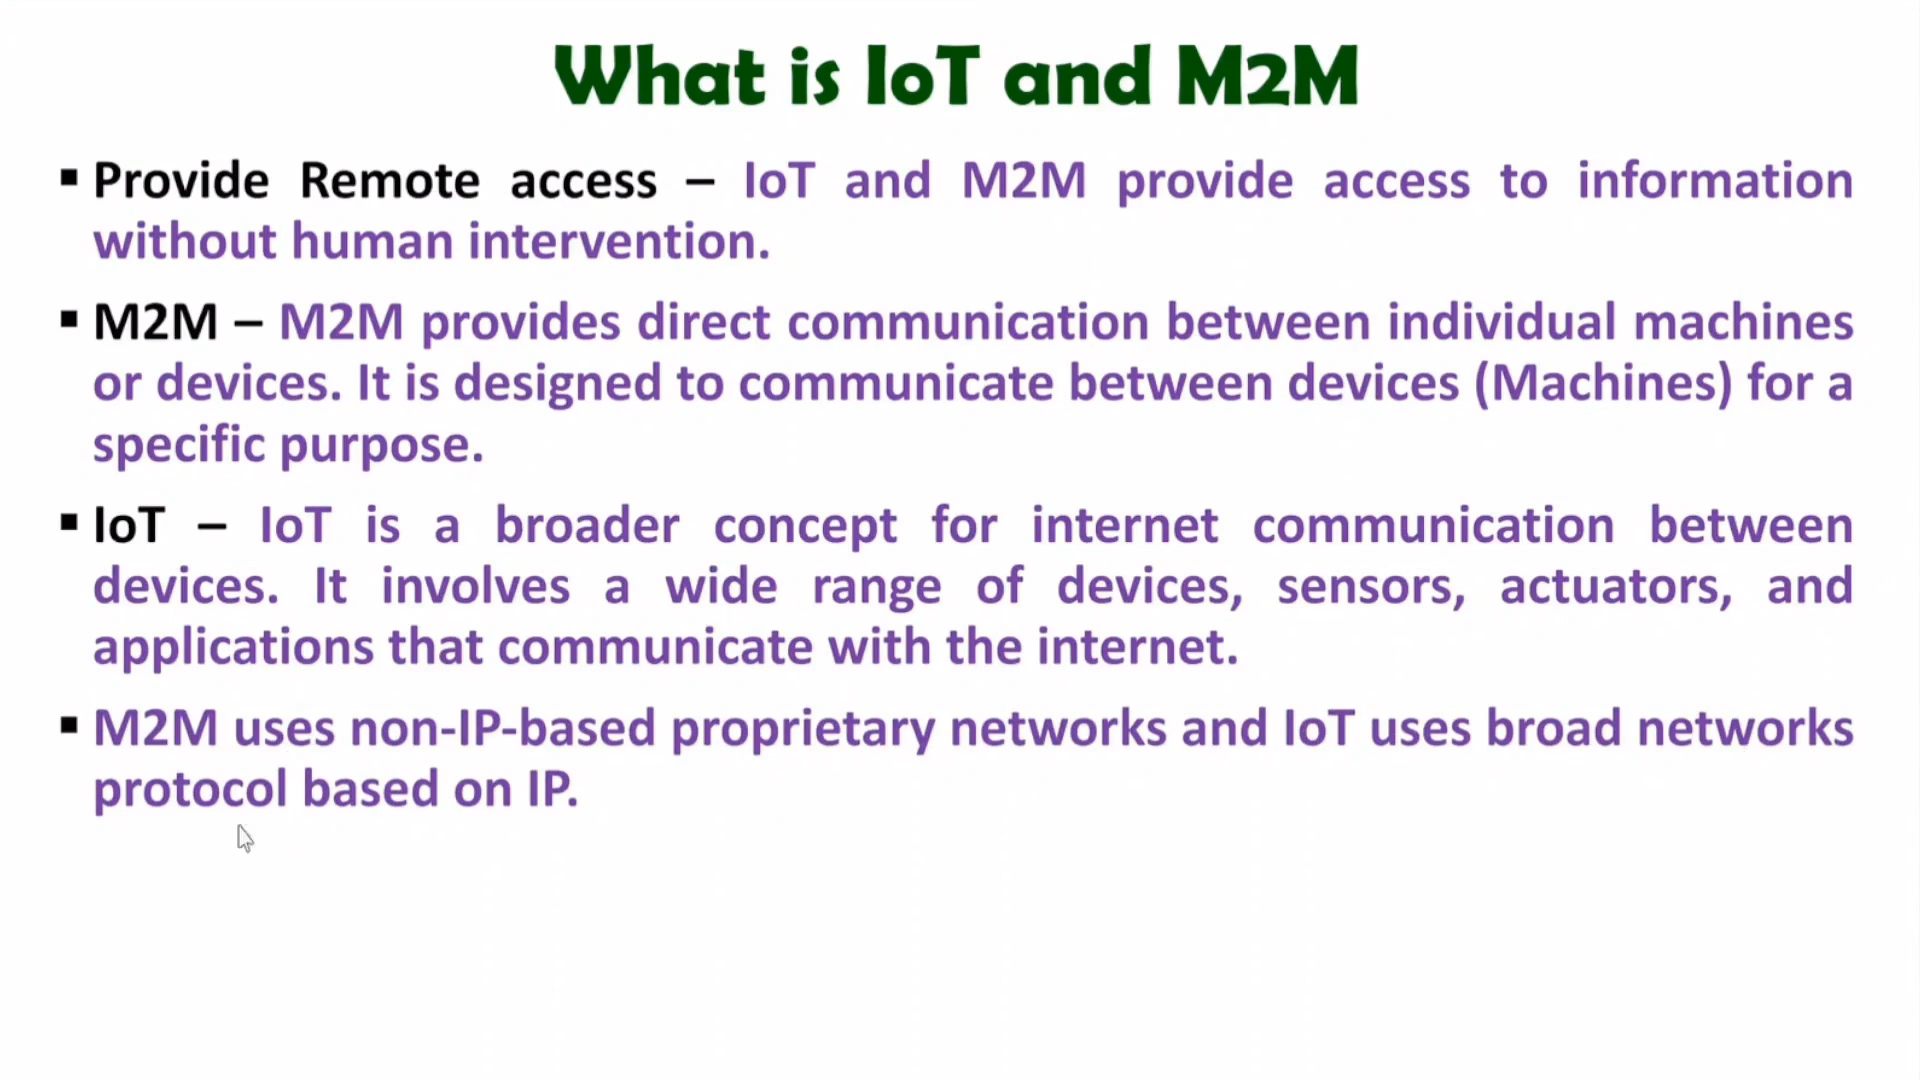 What is IoT and M2M
▪ Provide Remote access – IoT and M2M provide access to information
without human intervention.
▪ M2M – M2M provides direct communication between individual machines
or devices. It is designed to communicate between devices (Machines) for a
specific purpose.
▪ IoT – IoT is a broader concept for internet communication between
devices. It involves a wide range of devices, sensors, actuators, and
applications that communicate with the internet.
▪ M2M uses non-IP-based proprietary networks and IoT uses broad networks
protocol based on IP.